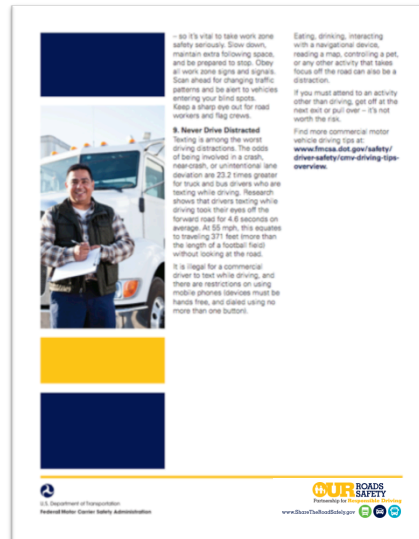 – so it's vital to take work zone
safety seriously. Slow down,
maintain extra following space,
and be prepared to stop. Obey
all work zone signs and signals.
Scan ahead for changing traffic
patterns and be alert to vehicles
entering your blind spots.
Keep a sharp eye out for road
workers and flag crews.
9. Never Drive Distracted
Texting is among the worst
driving distractions. The odds
of being involved in a crash,
near-crash, or unintentional lane
deviation are 23.2 times greater
for truck and bus drivers who are
texting while driving. Research
shows that drivers texting while
driving took their eyes off the
forward road for 4.6 seconds on
average. At 55 mph, this equates
to traveling 371 feet (more than
the length of a football field)
without looking at the road.
It is illegal for a commercial
driver to text while driving, and
there are restrictions on using
mobile phones (devices must be
hands free, and dialed using no
more than one button).
Eating, drinking, interacting
with a navigational device,
reading a map, controlling a pet,
or any other activity that takes
focus off the road can also be a
distraction.
If you must attend to an activity
other than driving, get off at the
next exit or pull over – it's not
worth the risk.
Find more commercial motor
vehicle driving tips at:
www.fmcsa.dot.gov/safety/
driver-safety/cmv-driving-tips-
overview.
U.S. Department of Transportation
Federal Motor Carrier Safety Administration
OUR ROADS
SAFETY
Partnership for Responsible Driving
www.ShareTheRoadSafely.gov